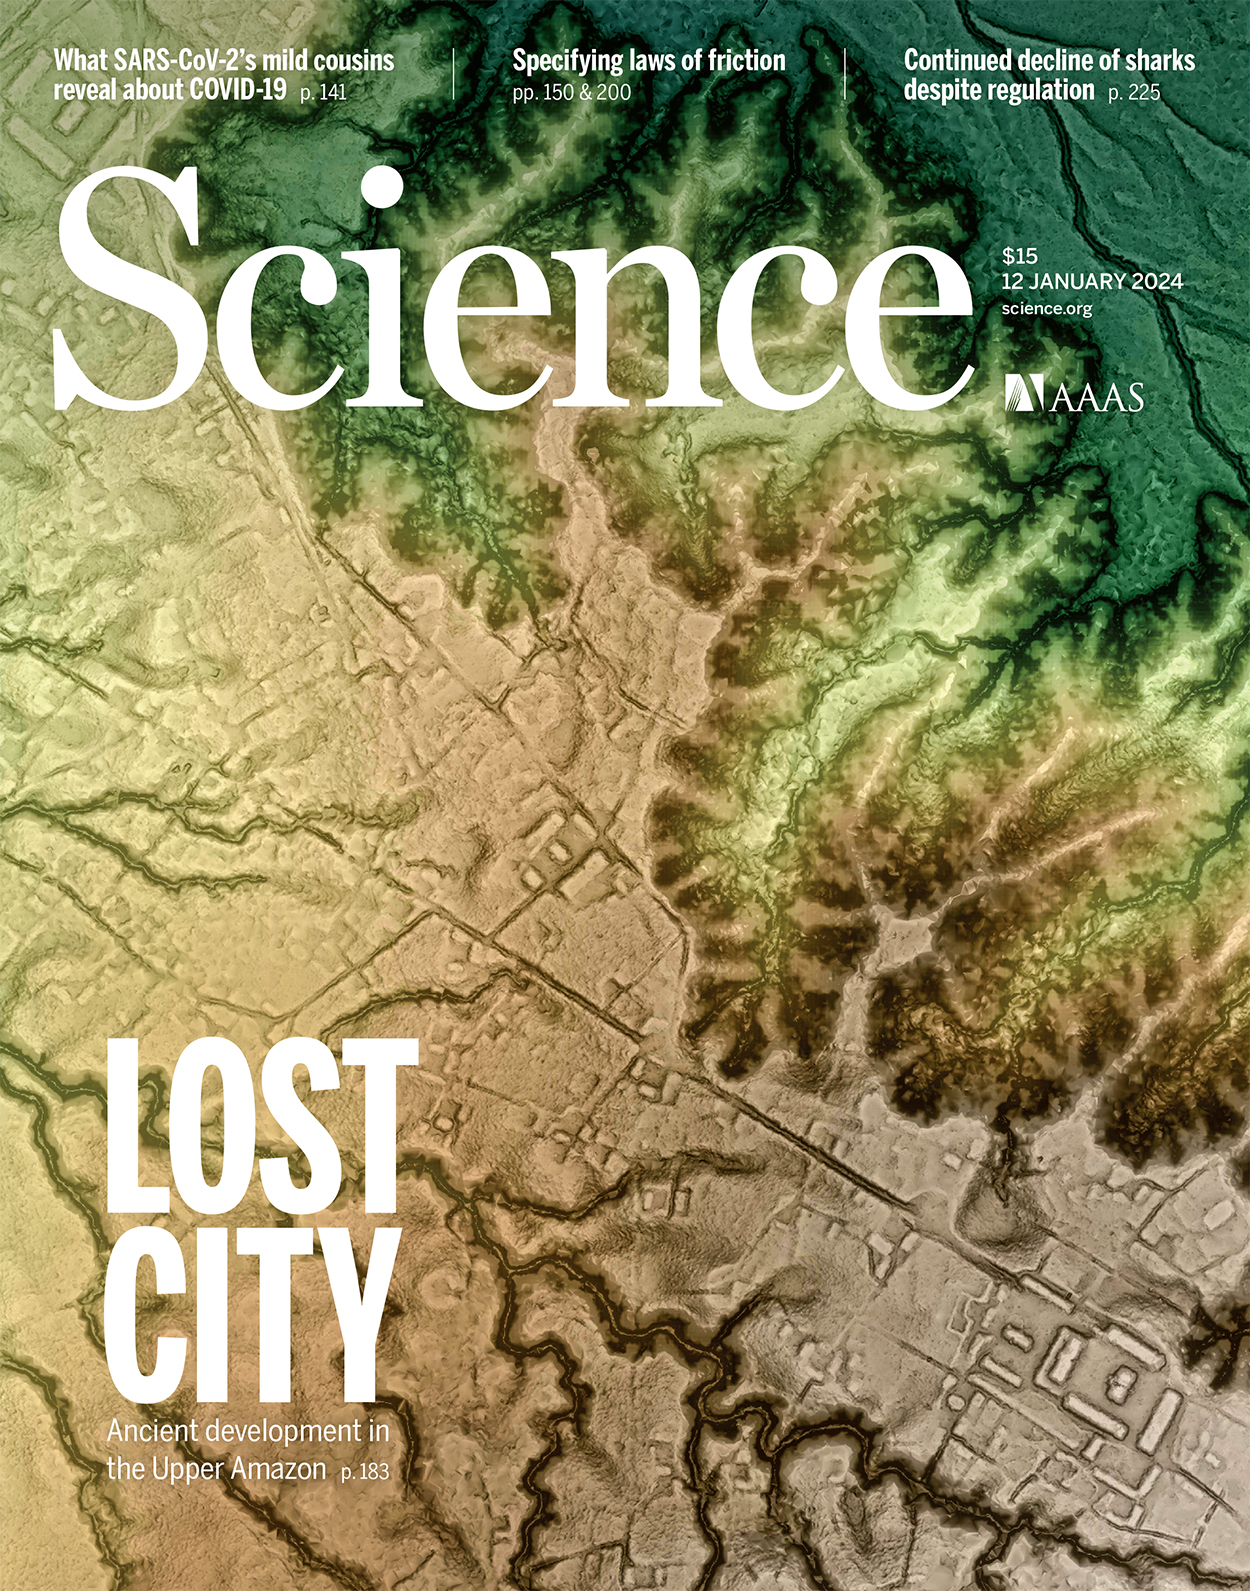 What SARS-CoV-2’s mild cousins
reveal about COVID-19 p. 141
Specifying laws of friction
pp. 150 & 200
Continued decline of sharks
despite regulation p. 225
Science
$15
12 JANUARY 2024
science.org
AAAS
LOST
CITY
Ancient development in
the Upper Amazon p. 183